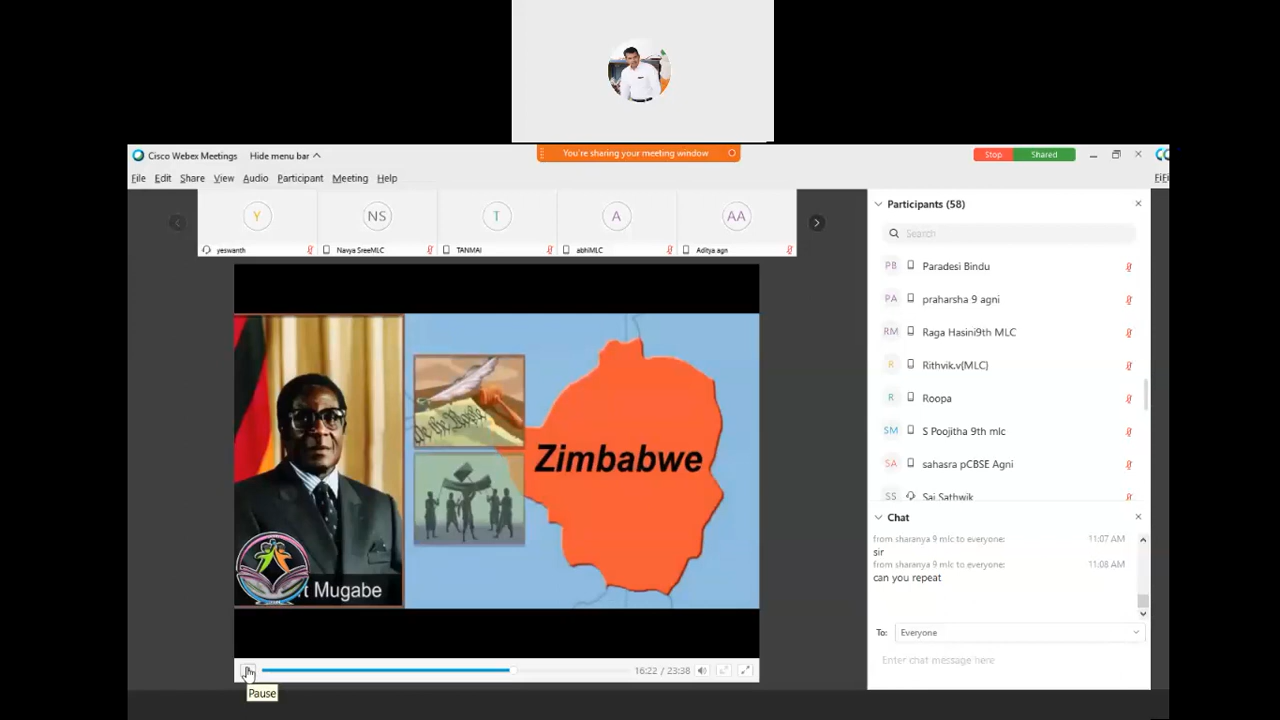 Cisco Webex Meetings
Hide menu bar
You're sharing your meeting window
Stop
Shared
File Edit Share View Audio Participant Meeting Help
Y
NS
T
A
AA
yeswanth
Navya SreeMLC
TANMAI
abhiMLC
Aditya agn
Participants (58)
Search
PB Paradesi Bindu
PA praharsha 9 agni
RM Raga Hasini9th MLC
R Rithvik.v(MLC)
R Roopa
SM S Poojitha 9th mlc
SA sahasra pCBSE Agni
SS Sai Sathwik
Zimbabwe
t Mugabe
Chat
from sharanya 9 mlc to everyone: 11:07 AM
sir
from sharanya 9 mlc to everyone: 11:08 AM
can you repeat
To: Everyone
Enter chat message here
16:22 / 23:38
Pause